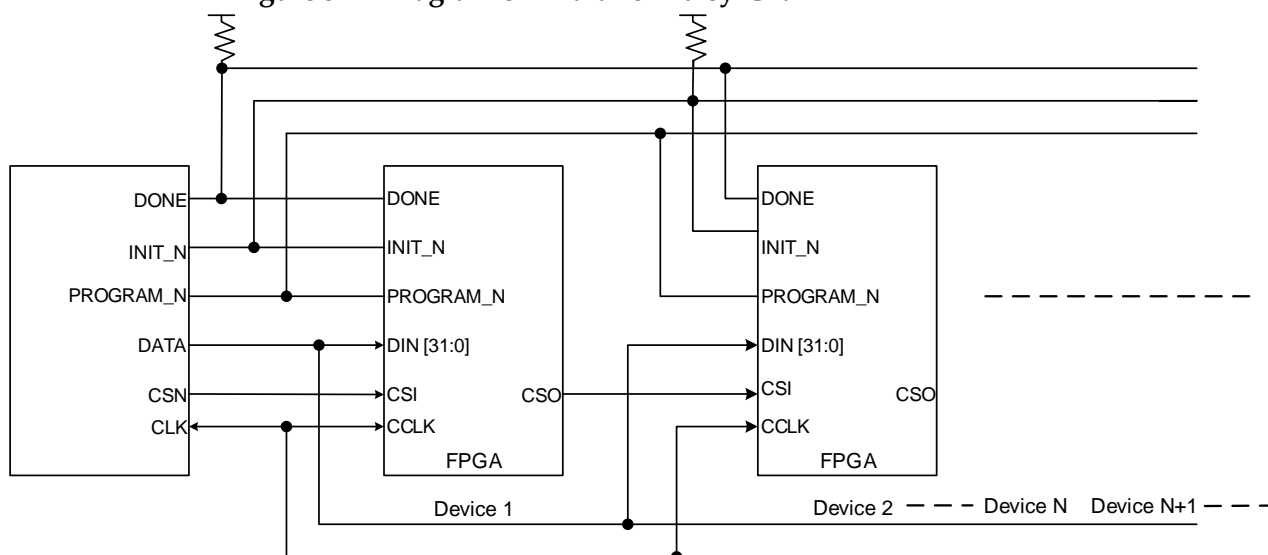 DONE
INIT_N
PROGRAM_N
DATA
CSN
CLK
DONE
INIT_N
PROGRAM_N
DIN [31:0]
CSI
CSO
CCLK
FPGA
DONE
INIT_N
PROGRAM_N
DIN [31:0]
CSI
CSO
CCLK
FPGA
Device 1
Device 2
Device N
Device N+1